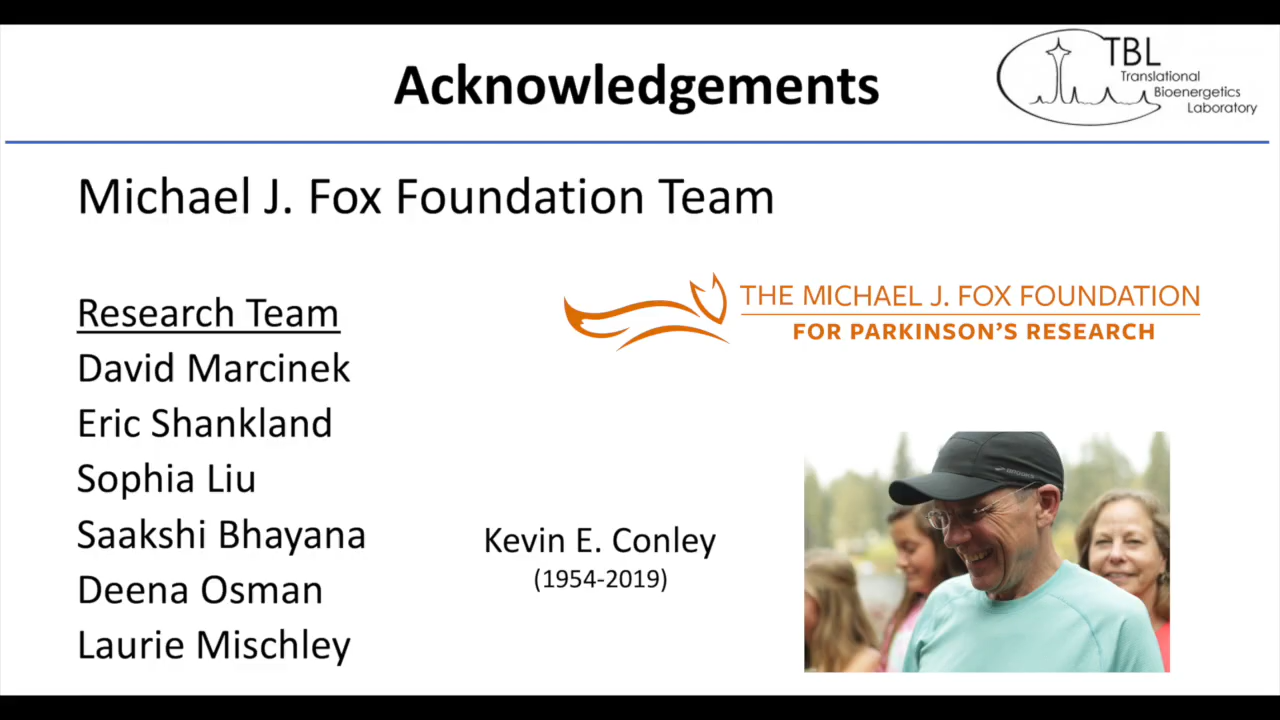 Acknowledgements
TBL
Translational
Bioenergetics
Laboratory
Michael J. Fox Foundation Team
THE MICHAEL J. FOX FOUNDATION
FOR PARKINSON'S RESEARCH
Research Team
David Marcinek
Eric Shankland
Sophia Liu
Saakshi Bhayana
Deena Osman
Laurie Mischley
Kevin E. Conley
(1954-2019)